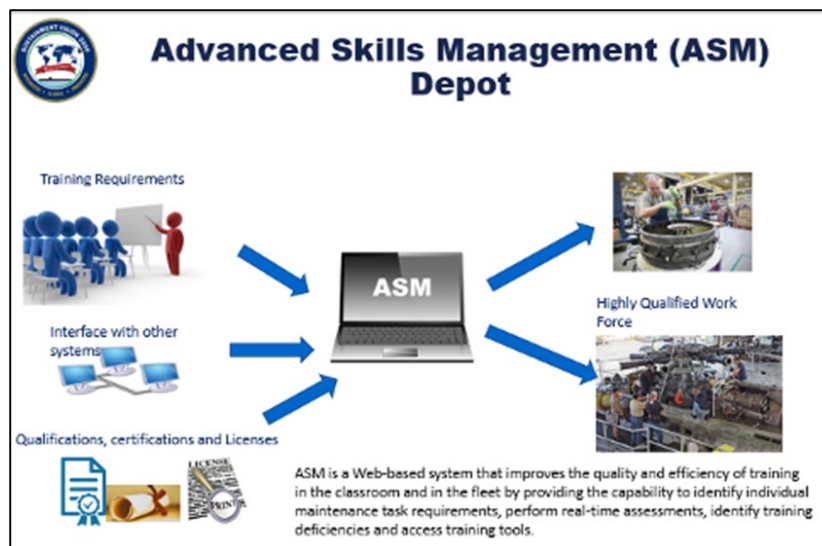 Advanced Skills Management (ASM)
Depot
Training Requirements
ASM
Interface with other
systems
Highly Qualified Work
Force
Qualifications, certifications and Licenses
LICENSE
PRINT
ASM is a Web-based system that improves the quality and efficiency of training
in the classroom and in the fleet by providing the capability to identify individual
maintenance task requirements, perform real-time assessments, identify training
deficiencies and access training tools.